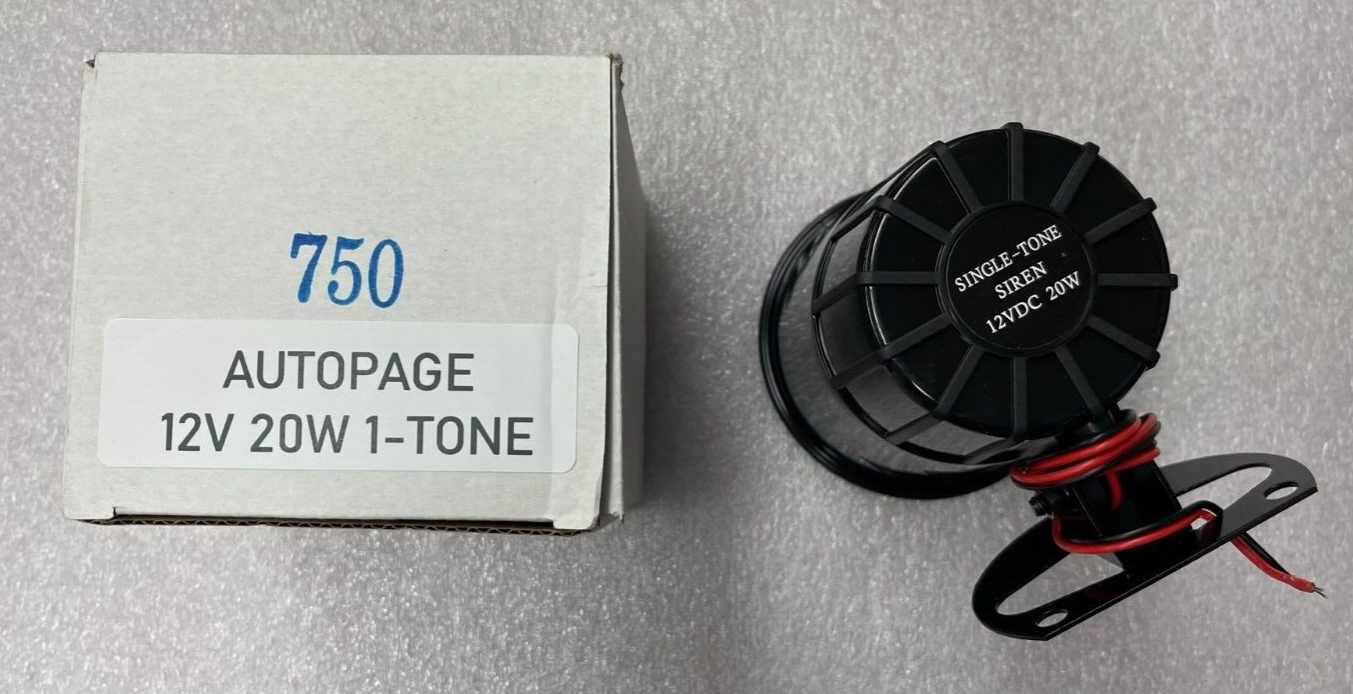 750
AUTOPAGE
12V 20W 1-TONE
SINGLE-TONE
SIREN
12VDC 20W